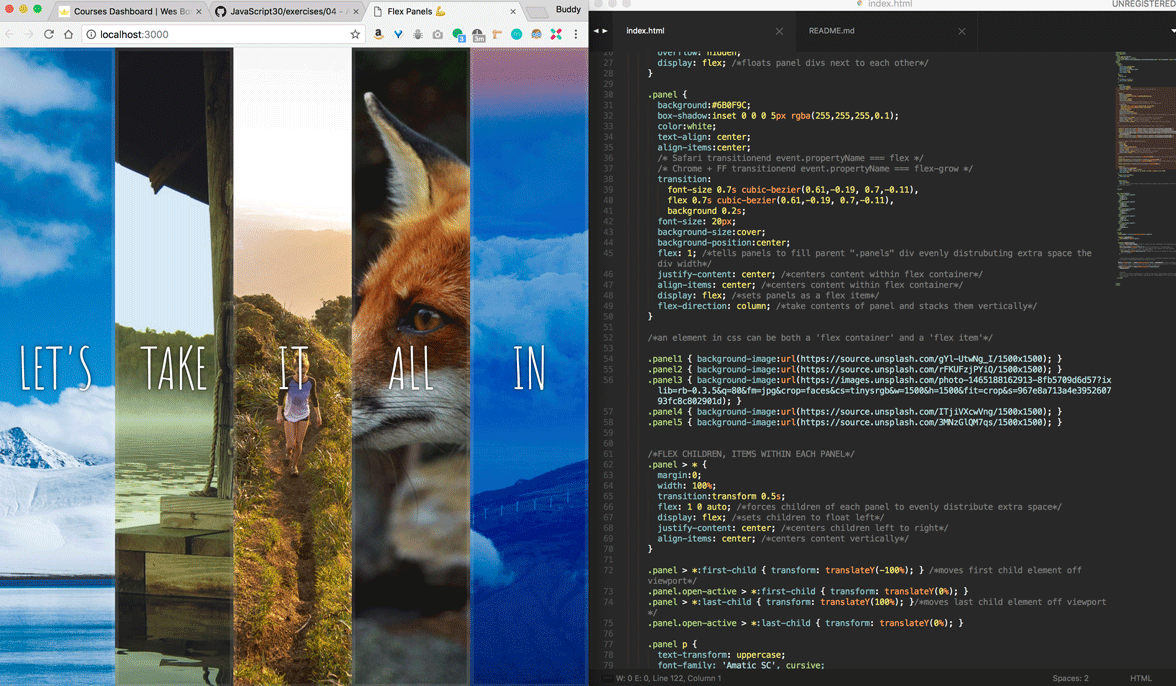 Courses Dashboard | Wes Bo
JavaScript30/exercises/04 - A
Flex Panels 💪
Buddy
localhost:3000
3
3m
LET'S
TAKE
IT
ALL
IN
index.html
UNREGISTERED
index.html
README.md
26 overflow: hidden;
27 display: flex; /*floats panel divs next to each other*/
28 }
29
30 .panel {
31 background:#6B0F9C;
32 box-shadow:inset 0 0 0 5px rgba(255,255,255,0.1);
33 color:white;
34 text-align: center;
35 align-items:center;
36 /* Safari transitionend event.propertyName === flex */
37 /* Chrome + FF transitionend event.propertyName === flex-grow */
38 transition:
39 font-size 0.7s cubic-bezier(0.61,-0.19, 0.7,-0.11),
40 flex 0.7s cubic-bezier(0.61,-0.19, 0.7,-0.11),
41 background 0.2s;
42 font-size: 20px;
43 background-size:cover;
44 background-position:center;
45 flex: 1; /*tells panels to fill parent ".panels" div evenly distrubuting extra space the
div width*/
46 justify-content: center; /*centers content within flex container*/
47 align-items: center; /*centers content within flex container*/
48 display: flex; /*sets panels as a flex item*/
49 flex-direction: column; /*take contents of panel and stacks them vertically*/
50 }
51
52 /*an element in css can be both a 'flex container' and a 'flex item'*/
53
54 .panel1 { background-image:url(https://source.unsplash.com/gYl-UtwNg_I/1500x1500); }
55 .panel2 { background-image:url(https://source.unsplash.com/rFKUFzjPYiQ/1500x1500); }
56 .panel3 { background-image:url(https://images.unsplash.com/photo-1465188162913-8fb5709d6d57?ix
lib=rb-0.3.5&q=80&fm=jpg&crop=faces&cs=tinysrgb&w=1500&h=1500&fit=crop&s=967e8a713a4e3952607
93fc8c802901d); }
57 .panel4 { background-image:url(https://source.unsplash.com/ITjiVXcwVng/1500x1500); }
58 .panel5 { background-image:url(https://source.unsplash.com/3MNzGlQM7qs/1500x1500); }
59
60
61 /*FLEX CHILDREN, ITEMS WITHIN EACH PANEL*/
62 .panel > * {
63 margin:0;
64 width: 100%;
65 transition:transform 0.5s;
66 flex: 1 0 auto; /*forces children of each panel to evenly distribute extra space*/
67 display: flex; /*sets children to float left*/
68 justify-content: center; /*centers children left to right*/
69 align-items: center; /*centers content vertically*/
70 }
71
72 .panel > *:first-child { transform: translateY(-100%); } /*moves first child element off
viewport*/
73 .panel.open-active > *:first-child { transform: translateY(0%); }
74 .panel > *:last-child { transform: translateY(100%); }/*moves last child element off viewport
*/
75 .panel.open-active > *:last-child { transform: translateY(0%); }
76
77 .panel p {
78 text-transform: uppercase;
79 font-family: 'Amatic SC', cursive;
W: 0 E: 0, Line 122, Column 1
Spaces: 2
HTML